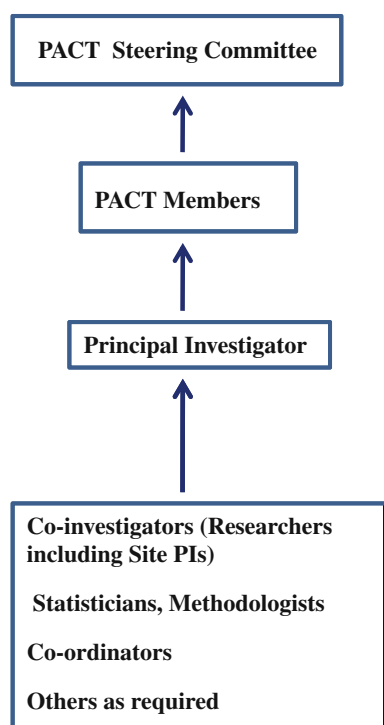 PACT Steering Committee
PACT Members
Principal Investigator
Co-investigators (Researchers
including Site PIs)
Statisticians, Methodologists
Co-ordinators
Others as required